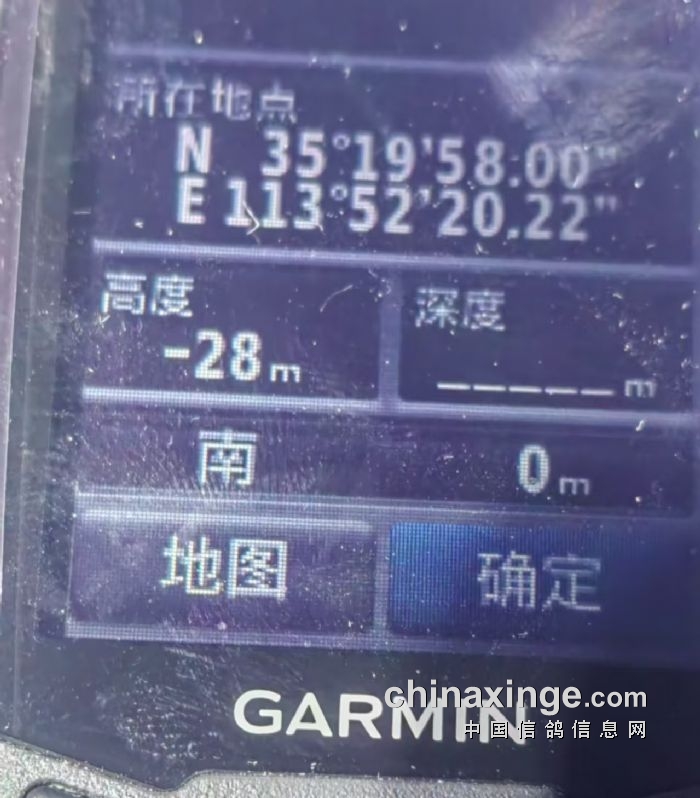 所在地点
N 35°19'58.00"
E 113°52'20.22"
高度
深度
-28m
_____m
南
0m
地图
确定
GARMIN
chinaxinge.com
中国信鸽信息网